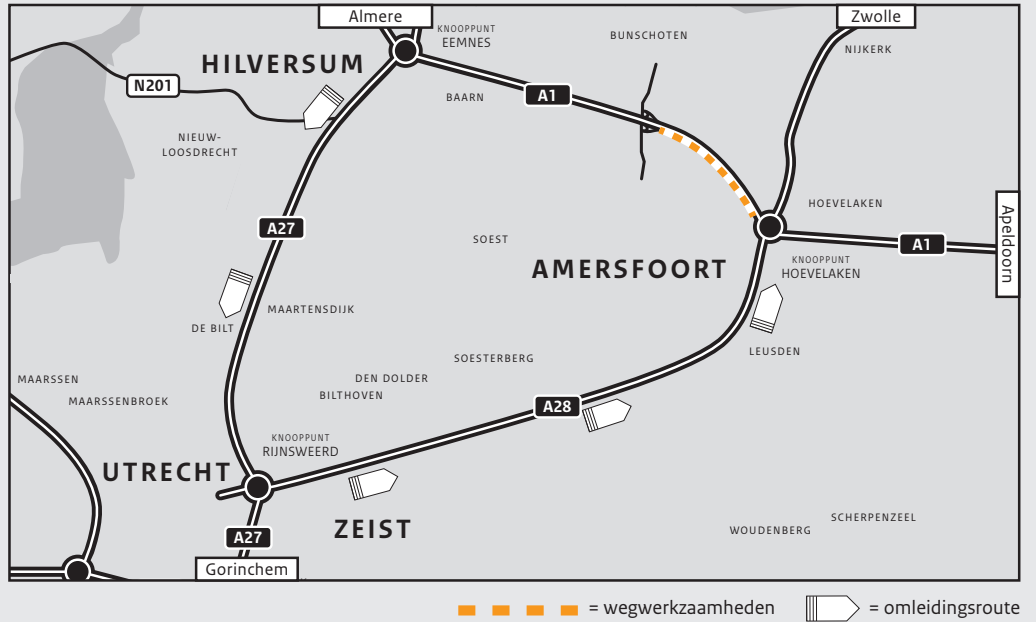 Almere
KNOOPPUNT
EEMNES
BUNSCHOTEN
Zwolle
NIJKERK
HILVERSUM
N201
BAARN
A1
NIEUW-
LOOSDRECHT
HOEVELAKEN
A27
SOEST
A1
Apeldoorn
AMERSFOORT
KNOOPPUNT
HOEVELAKEN
MAARTENSDIJK
DE BILT
LEUSDEN
SOESTERBERG
DEN DOLDER
BILTHOVEN
MAARSSEN
MAARSSENBROEK
A28
KNOOPPUNT
RIJNSWEERD
UTRECHT
ZEIST
SCHERPENZEEL
WOUDENBERG
A27
Gorinchem
= wegwerkzaamheden
= omleidingsroute